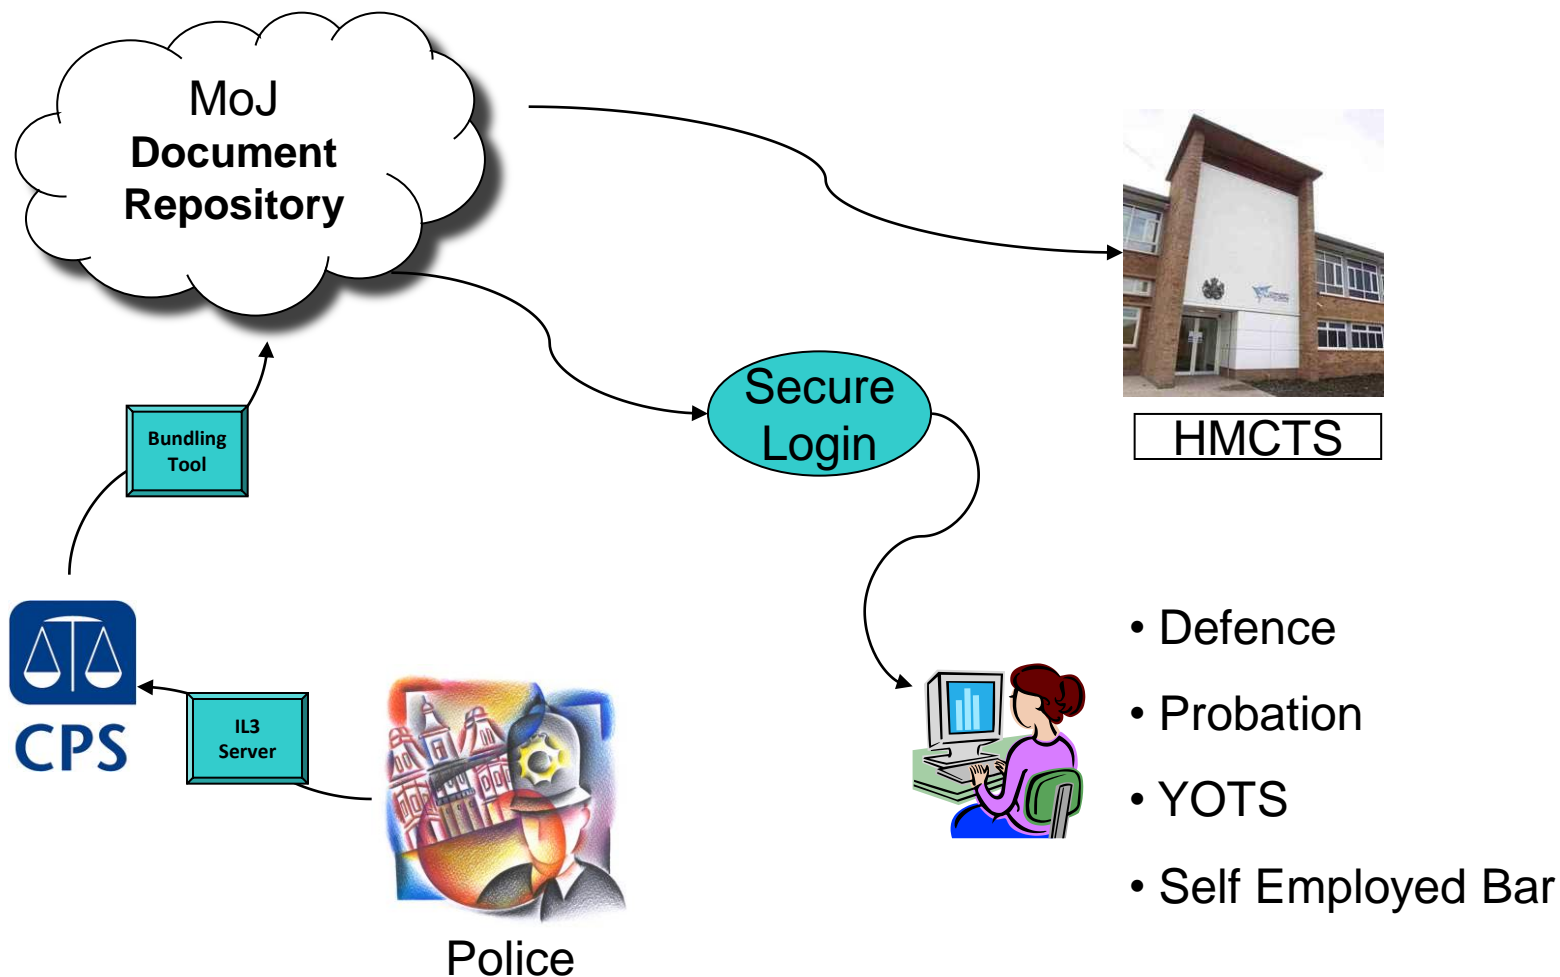 MoJ
Document
Repository
Secure
Login
HMCTS
Bundling
Tool
CPS
IL3
Server
Police
• Defence
• Probation
• YOTS
• Self Employed Bar